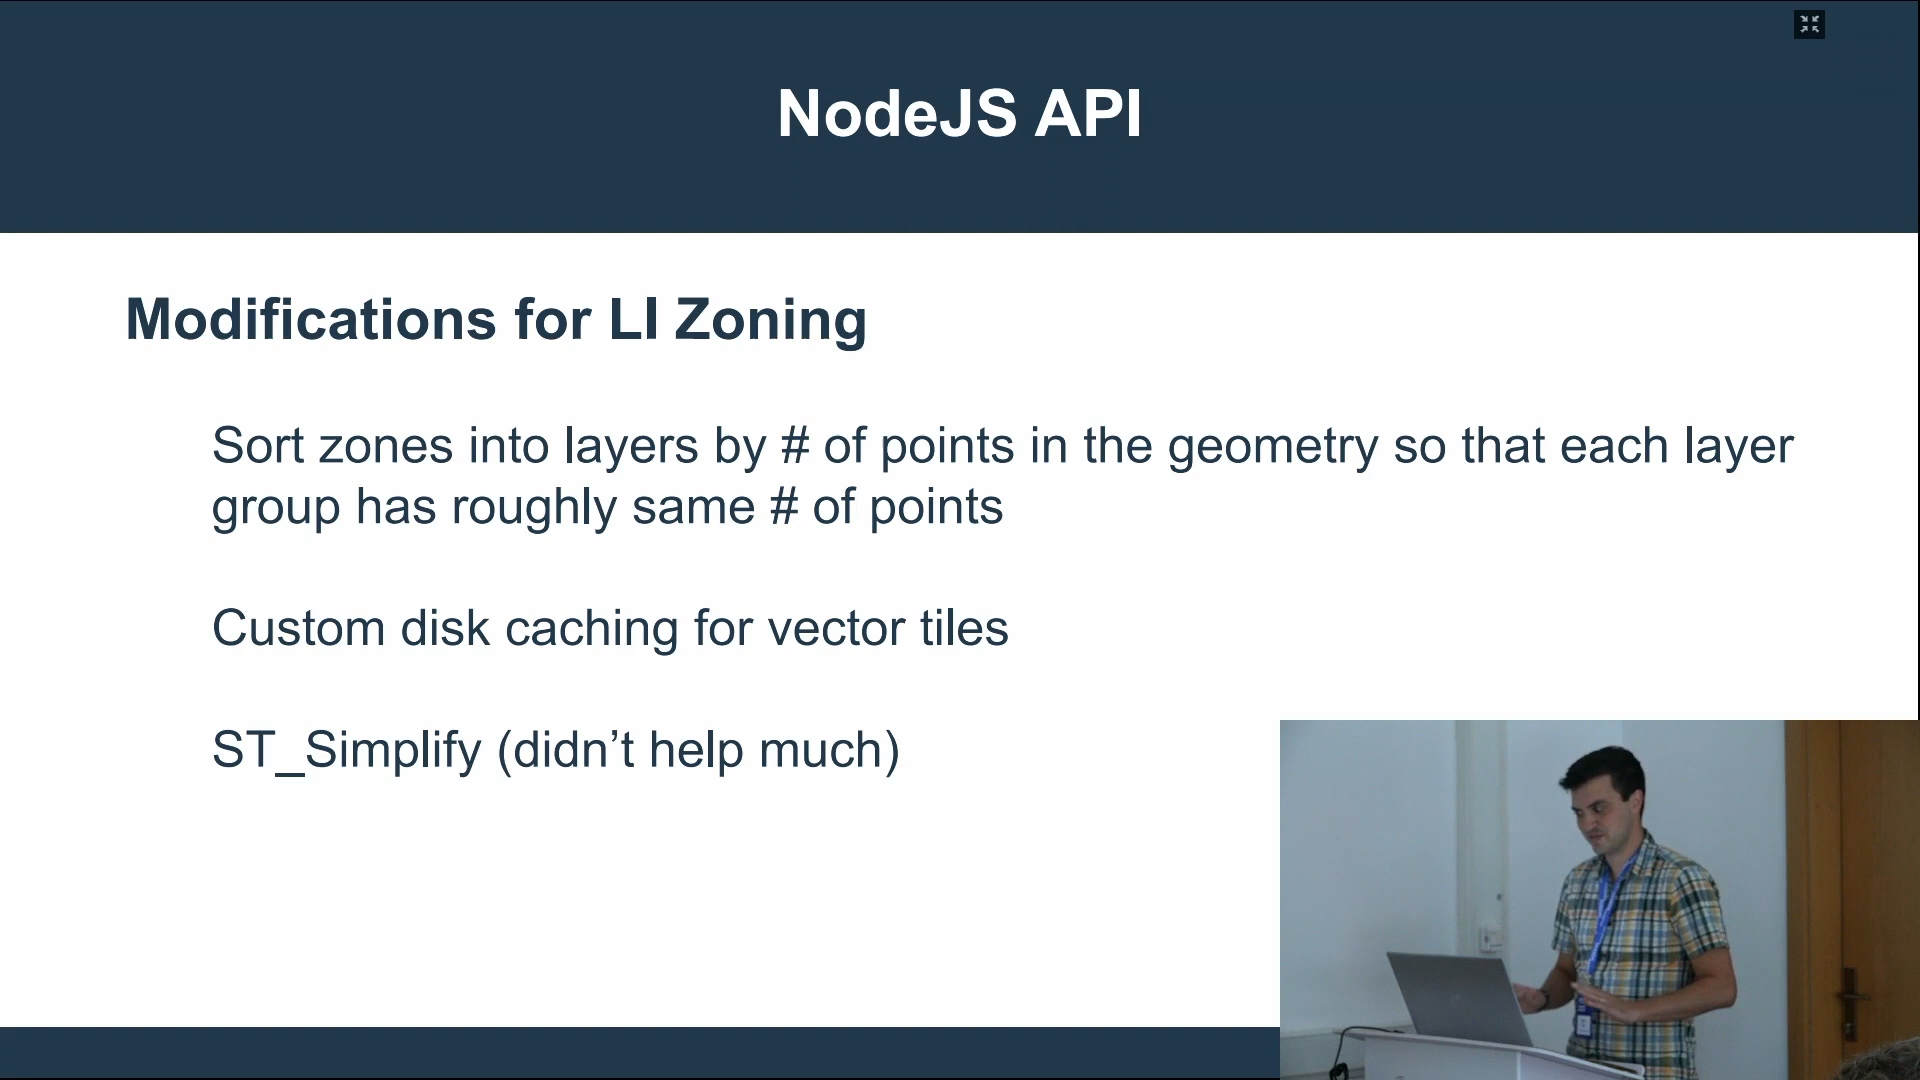 NodeJS API
Modifications for LI Zoning
Sort zones into layers by # of points in the geometry so that each layer
group has roughly same # of points
Custom disk caching for vector tiles
ST_Simplify (didn’t help much)